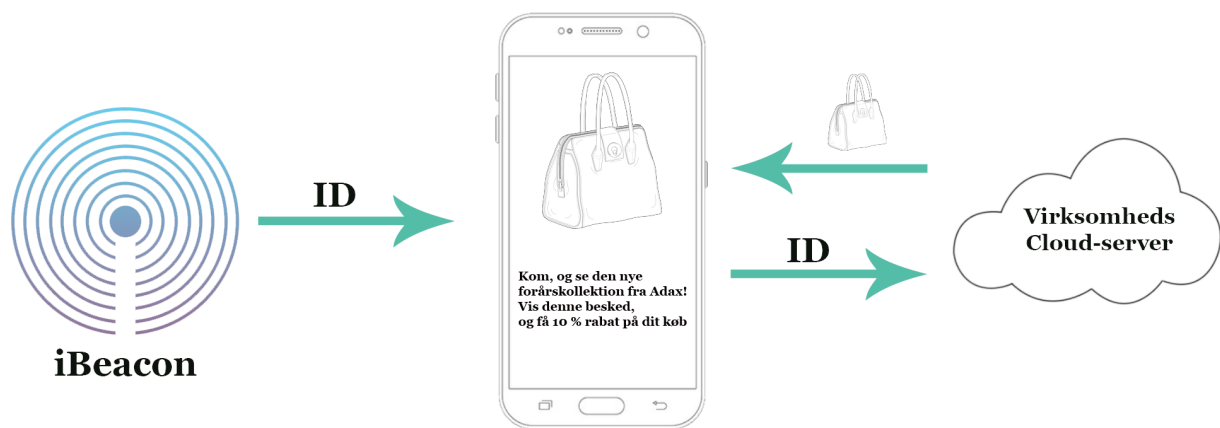 iBeacon
ID
Kom, og se den nye
forårskollektion fra Adax!
Vis denne besked,
og få 10 % rabat på dit køb
ID
Virksomheds
Cloud-server